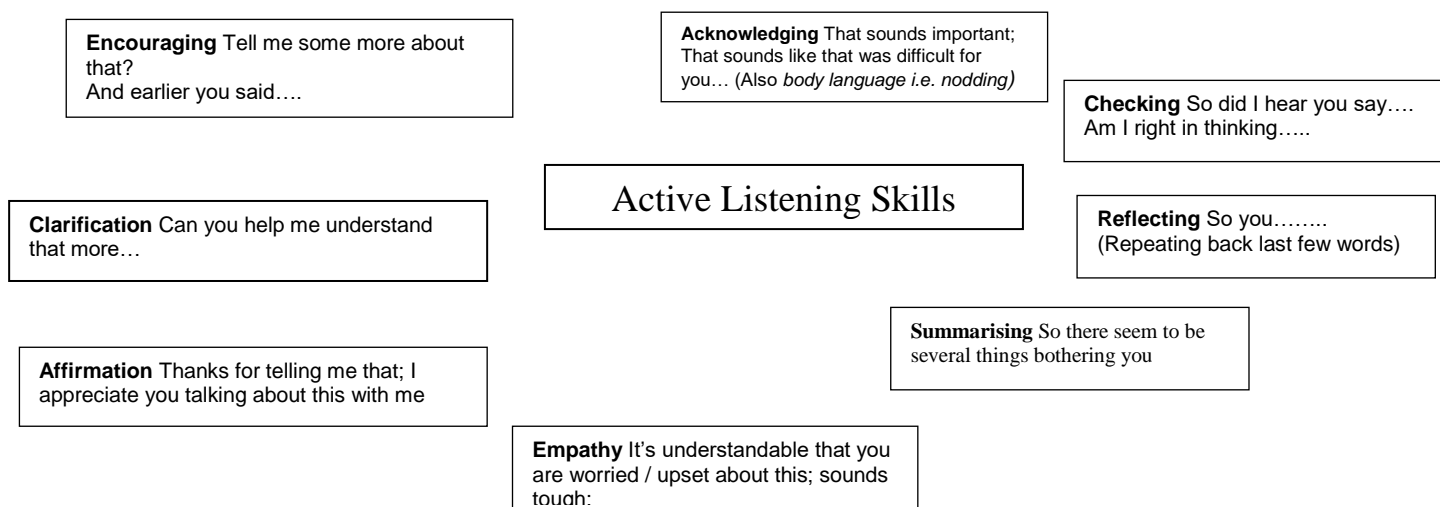 Encouraging Tell me some more about
that?
And earlier you said….
Acknowledging That sounds important;
That sounds like that was difficult for
you… (Also body language i.e. nodding)
Checking So did I hear you say….
Am I right in thinking…..
Active Listening Skills
Clarification Can you help me understand
that more…
Reflecting So you……..
(Repeating back last few words)
Summarising So there seem to be
several things bothering you
Affirmation Thanks for telling me that; I
appreciate you talking about this with me
Empathy It’s understandable that you
are worried / upset about this; sounds
tough;